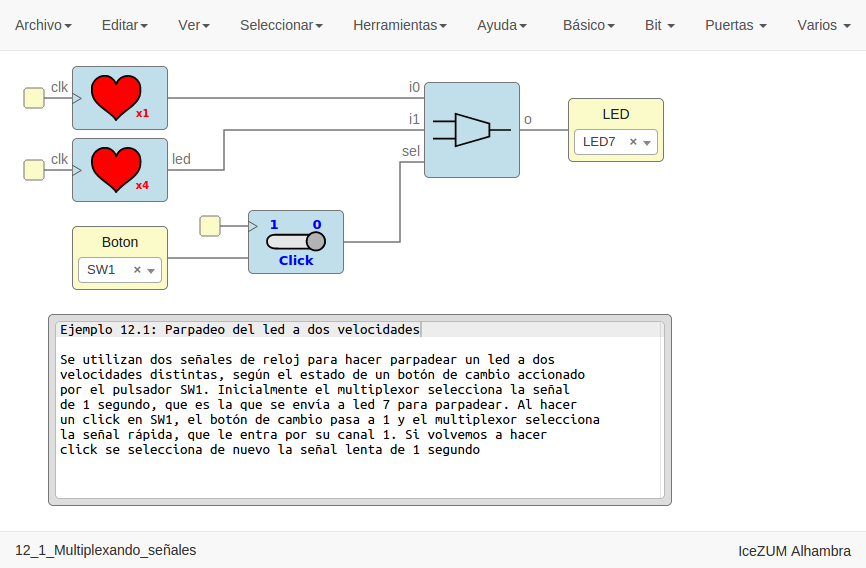 Archivo Editar Ver Seleccionar Herramientas Ayuda Básico Bit Puertas Varios
clk x1 i0
i1
clk x4 led sel
o
LED
LED7 ×
1 0
Click
Boton
SW1 ×
Ejemplo 12.1: Parpadeo del led a dos velocidades
Se utilizan dos señales de reloj para hacer parpadear un led a dos
velocidades distintas, según el estado de un botón de cambio accionado
por el pulsador SW1. Inicialmente el multiplexor selecciona la señal
de 1 segundo, que es la que se envía a led 7 para parpadear. Al hacer
un click en SW1, el botón de cambio pasa a 1 y el multiplexor selecciona
la señal rápida, que le entra por su canal 1. Si volvemos a hacer
click se selecciona de nuevo la señal lenta de 1 segundo
12_1_Multiplexando_señales IceZUM Alhambra